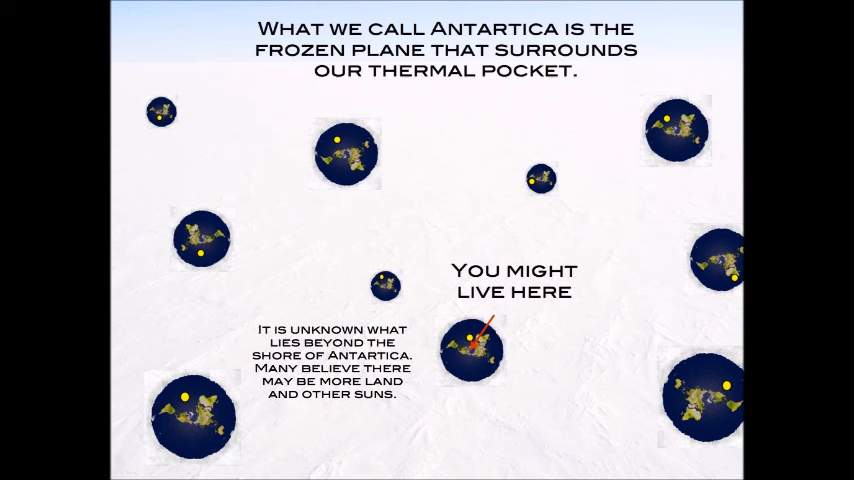 What we call Antartica is the
frozen plane that surrounds
our thermal pocket.
You might
live here
It is unknown what
lies beyond the
shore of Antartica.
Many believe there
may be more land
and other suns.